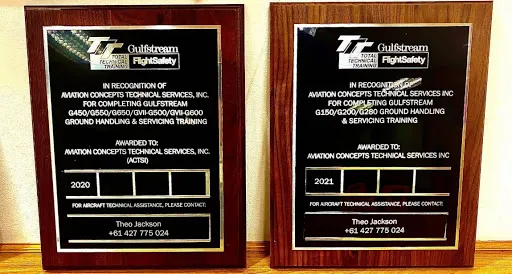 TTT
TOTAL
TECHNICAL
TRAINING
Gulfstream
FlightSafety
IN RECOGNITION OF
AVIATION CONCEPTS TECHNICAL SERVICES, INC.
FOR COMPLETING GULFSTREAM
G450/G550/G650/GVII-G500/GVII-G600
GROUND HANDLING & SERVICING TRAINING
AWARDED TO:
AVIATION CONCEPTS TECHNICAL SERVICES, INC.
(ACTSI)
2020
FOR AIRCRAFT TECHNICAL ASSISTANCE, PLEASE CONTACT:
Theo Jackson
+61 427 775 024
TTT
TOTAL
TECHNICAL
TRAINING
Gulfstream
FlightSafety
IN RECOGNITION OF
AVIATION CONCEPTS TECHNICAL SERVICES INC
FOR COMPLETING GULFSTREAM
G150/G200/G280 GROUND HANDLING
& SERVICING TRAINING
AWARDED TO:
AVIATION CONCEPTS TECHNICAL SERVICES INC
2021
FOR AIRCRAFT TECHNICAL ASSISTANCE, PLEASE CONTACT:
Theo Jackson
+61 427 775 024